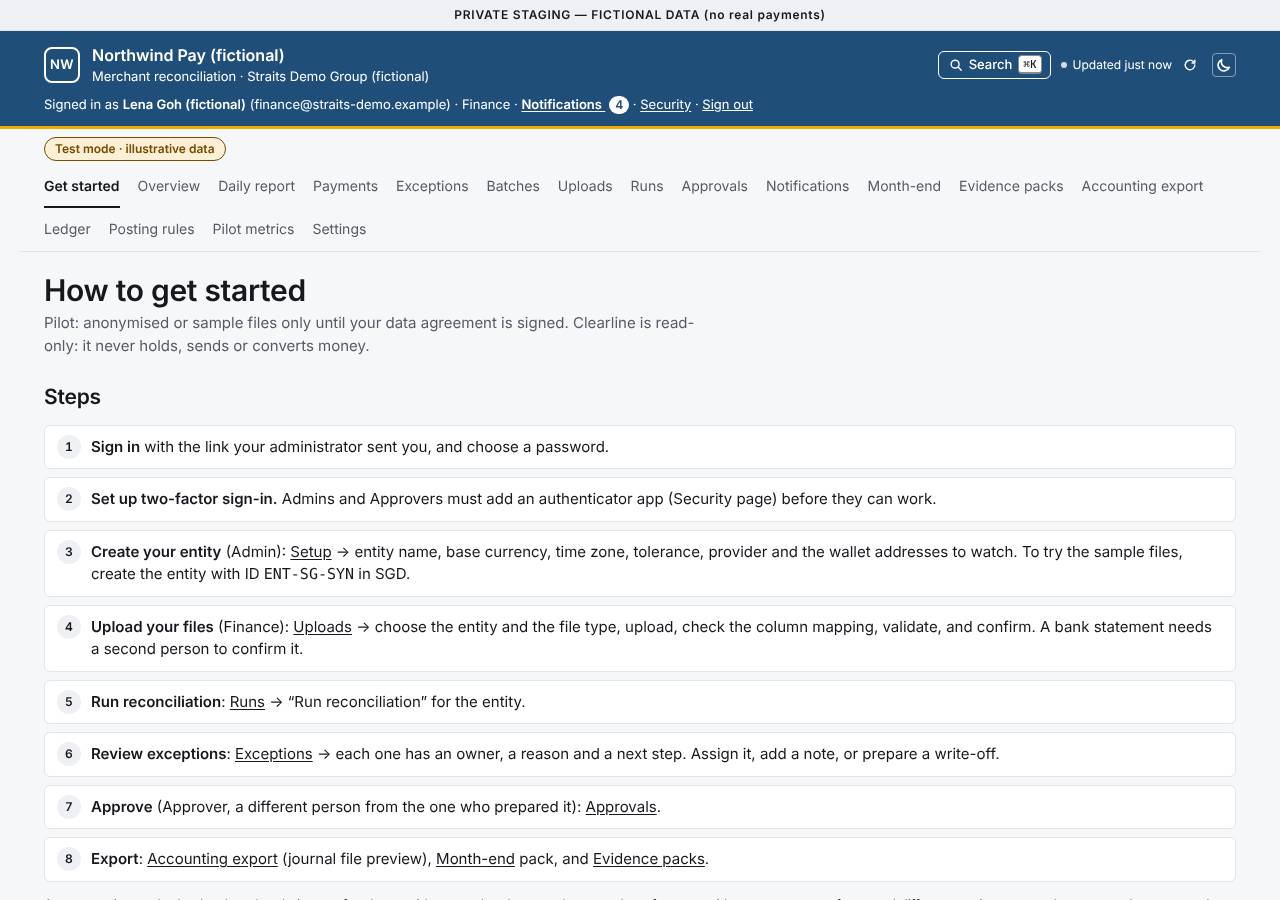 PRIVATE STAGING — FICTIONAL DATA (no real payments)
NW
Northwind Pay (fictional)
Merchant reconciliation · Straits Demo Group (fictional)
Search ⌘K
Updated just now
Signed in as Lena Goh (fictional) (finance@straits-demo.example) · Finance · Notifications 4 · Security · Sign out
Test mode · illustrative data
Get started Overview Daily report Payments Exceptions Batches Uploads Runs Approvals Notifications Month-end Evidence packs Accounting export
Ledger Posting rules Pilot metrics Settings
How to get started
Pilot: anonymised or sample files only until your data agreement is signed. Clearline is read-
only: it never holds, sends or converts money.
Steps
1 Sign in with the link your administrator sent you, and choose a password.
2 Set up two-factor sign-in. Admins and Approvers must add an authenticator app (Security page) before they can work.
3 Create your entity (Admin): Setup → entity name, base currency, time zone, tolerance, provider and the wallet addresses to watch. To try the sample files,
create the entity with ID ENT-SG-SYN in SGD.
4 Upload your files (Finance): Uploads → choose the entity and the file type, upload, check the column mapping, validate, and confirm. A bank statement needs
a second person to confirm it.
5 Run reconciliation: Runs → “Run reconciliation” for the entity.
6 Review exceptions: Exceptions → each one has an owner, a reason and a next step. Assign it, add a note, or prepare a write-off.
7 Approve (Approver, a different person from the one who prepared it): Approvals.
8 Export: Accounting export (journal file preview), Month-end pack, and Evidence packs.